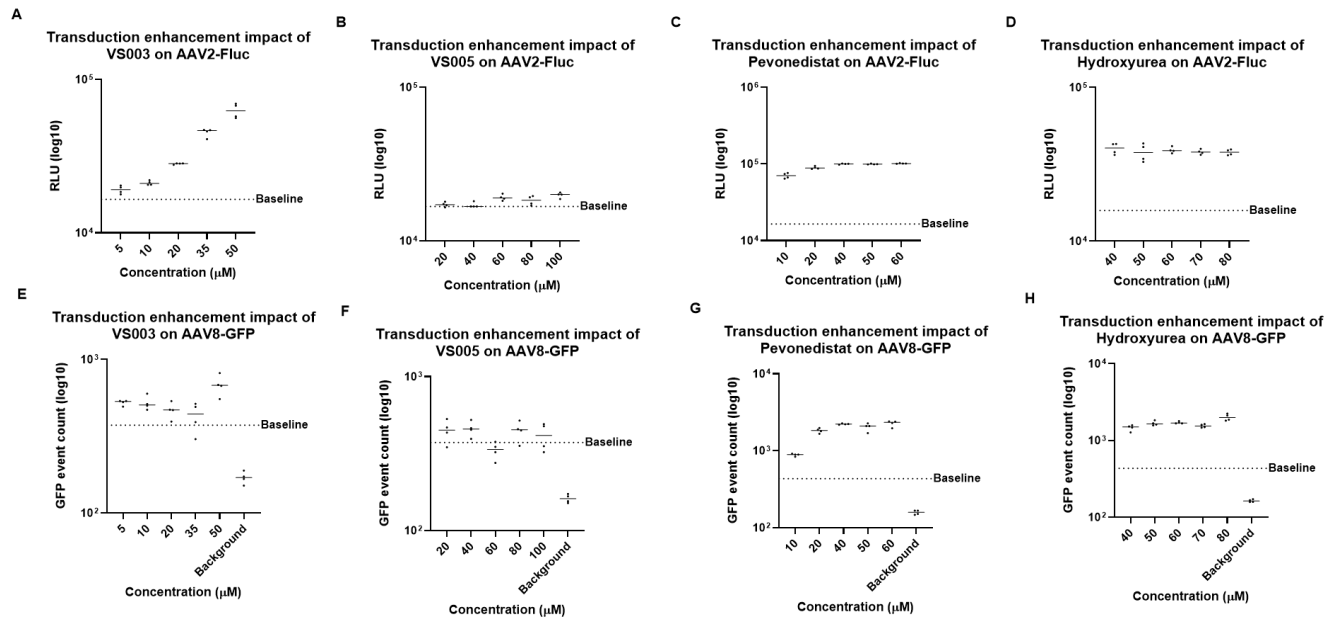 A
Transduction enhancement impact of
VS003 on AAV2-Fluc
RLU (log10)
10⁵
10⁴
Baseline
5 10 20 35 50
Concentration (μM)
B
Transduction enhancement impact of
VS005 on AAV2-Fluc
RLU (log10)
10⁵
10⁴
Baseline
20 40 60 80 100
Concentration (μM)
C
Transduction enhancement impact of
Pevonedistat on AAV2-Fluc
RLU (log10)
10⁶
10⁵
10⁴
Baseline
10 20 40 50 60
Concentration (μM)
D
Transduction enhancement impact of
Hydroxyurea on AAV2-Fluc
RLU (log10)
10⁵
10⁴
Baseline
40 50 60 70 80
Concentration (μM)
E
Transduction enhancement impact of
VS003 on AAV8-GFP
GFP event count (log10)
10³
10²
Baseline
5 10 20 35 50 Background
Concentration (μM)
F
Transduction enhancement impact of
VS005 on AAV8-GFP
GFP event count (log10)
10³
10²
Baseline
20 40 60 80 100 Background
Concentration (μM)
G
Transduction enhancement impact of
Pevonedistat on AAV8-GFP
GFP event count (log10)
10⁴
10³
10²
Baseline
10 20 40 50 60 Background
Concentration (μM)
H
Transduction enhancement impact of
Hydroxyurea on AAV8-GFP
GFP event count (log10)
10⁴
10³
10²
Baseline
40 50 60 70 80 Background
Concentration (μM)